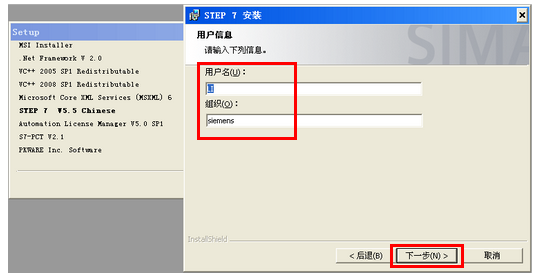 Setup
MSI Installer
.Net Framework V 2.0
VC++ 2005 SP1 Redistributable
VC++ 2008 SP1 Redistributable
Microsoft Core XML Services (MSXML) 6
STEP 7 V5.5 Chinese
Automation License Manager V5.0 SP1
S7-PCT V2.1
PKWARE Inc. Software
STEP 7 安装
用户信息
请输入下列信息。
SIMA
用户名(U)：
组织(O)：
siemens
InstallShield
< 后退(B)
下一步(N) >
取消